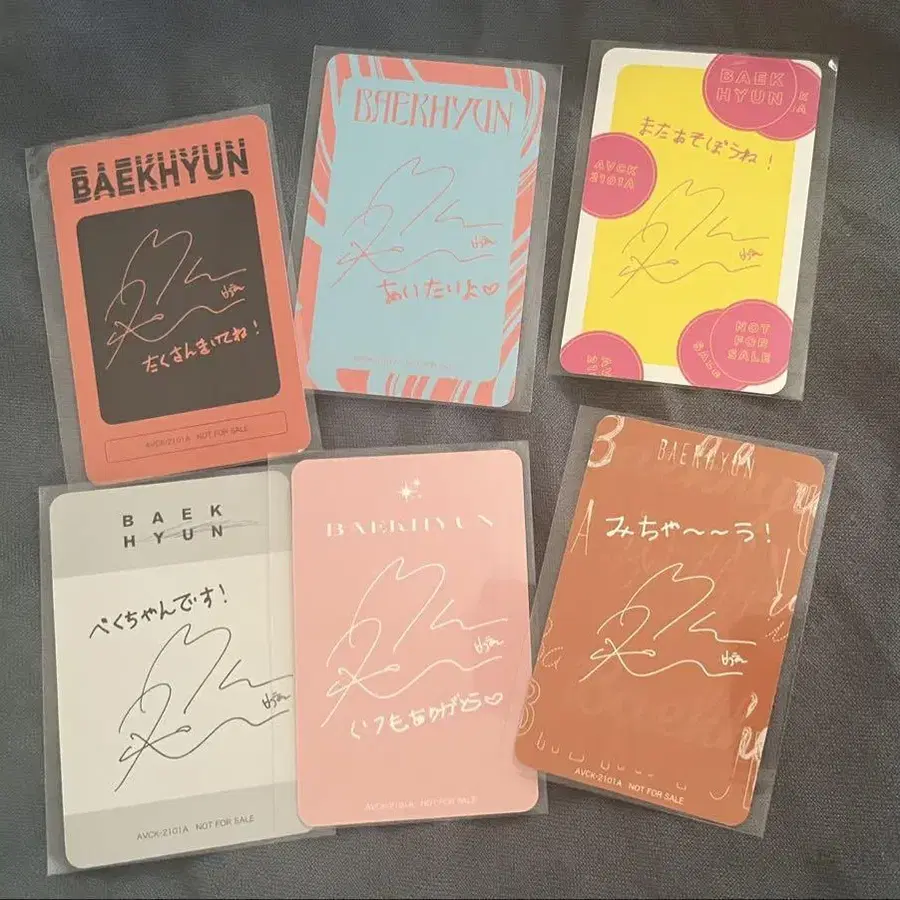 BAEKHYUN
たくさんきいてね!
AVCK-2101A NOT FOR SALE
BAEKHYUN
あいたいよ♡
BAEK
HYUN
またあそぼうね!
AVCK
2101A
NOT
FOR
SALE
SALE
BAEK
HYUN
べくちゃんです!
AVCK-2101A NOT FOR SALE
BAEKHYUN
いつもありがとう♡
AVCK-2101A NOT FOR SALE
BAEKHYUN
みちゃ〜〜う!
AVCK-2101A NOT FOR SALE